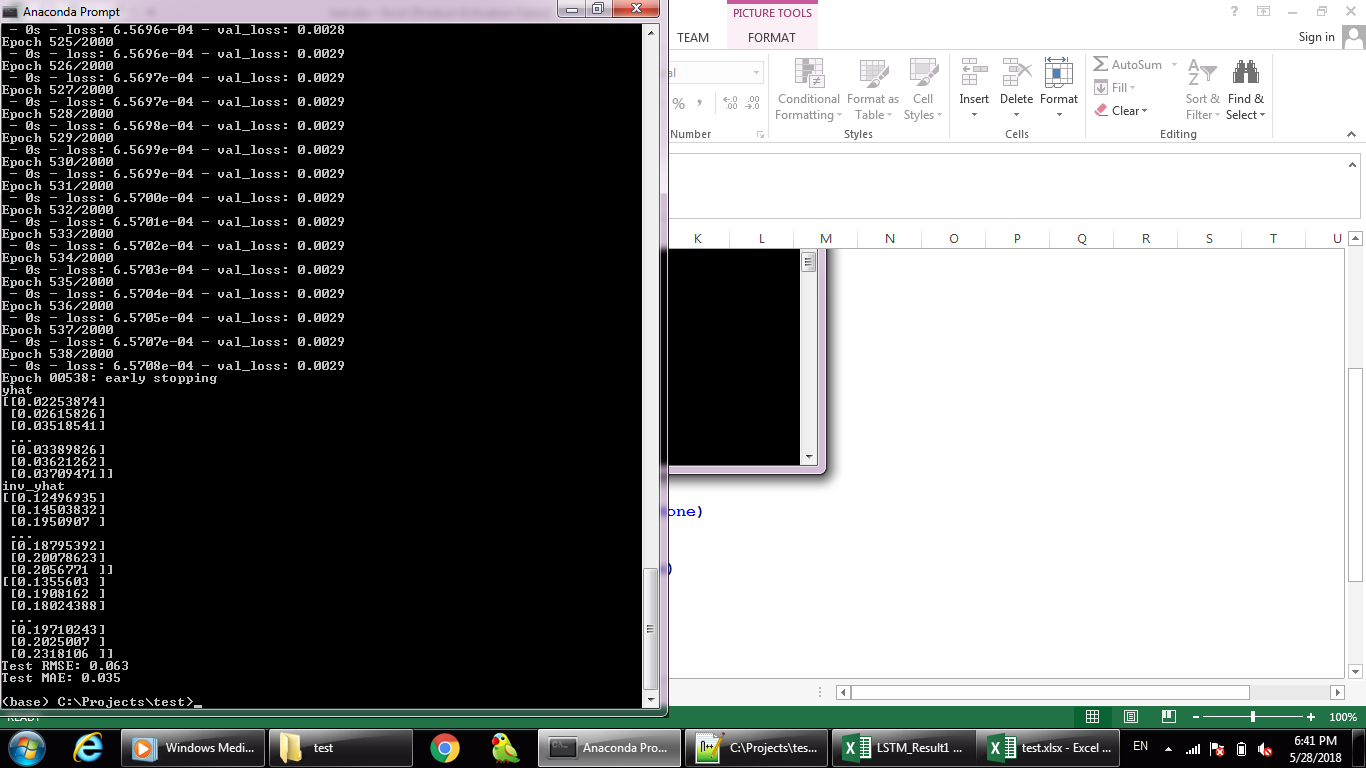 Anaconda Prompt
- 0s - loss: 6.5696e-04 - val_loss: 0.0028
Epoch 525/2000
- 0s - loss: 6.5696e-04 - val_loss: 0.0029
Epoch 526/2000
- 0s - loss: 6.5697e-04 - val_loss: 0.0029
Epoch 527/2000
- 0s - loss: 6.5697e-04 - val_loss: 0.0029
Epoch 528/2000
- 0s - loss: 6.5698e-04 - val_loss: 0.0029
Epoch 529/2000
- 0s - loss: 6.5699e-04 - val_loss: 0.0029
Epoch 530/2000
- 0s - loss: 6.5699e-04 - val_loss: 0.0029
Epoch 531/2000
- 0s - loss: 6.5700e-04 - val_loss: 0.0029
Epoch 532/2000
- 0s - loss: 6.5701e-04 - val_loss: 0.0029
Epoch 533/2000
- 0s - loss: 6.5702e-04 - val_loss: 0.0029
Epoch 534/2000
- 0s - loss: 6.5703e-04 - val_loss: 0.0029
Epoch 535/2000
- 0s - loss: 6.5704e-04 - val_loss: 0.0029
Epoch 536/2000
- 0s - loss: 6.5705e-04 - val_loss: 0.0029
Epoch 537/2000
- 0s - loss: 6.5707e-04 - val_loss: 0.0029
Epoch 538/2000
- 0s - loss: 6.5708e-04 - val_loss: 0.0029
Epoch 00538: early stopping
yhat
[[0.02253874]
[0.02615826]
[0.03518541]
...
[0.03389826]
[0.03621262]
[0.03709471]]
inv_yhat
[[0.12496935]
[0.14503832]
[0.1950907 ]
...
[0.18795392]
[0.20078623]
[0.2056771 ]]
[[0.1355603 ]
[0.1908162 ]
[0.18024388]
...
[0.19710243]
[0.2025007 ]
[0.2318106 ]]
Test RMSE: 0.063
Test MAE: 0.035
(base) C:\Projects\test>_
PICTURE TOOLS
TEAM FORMAT
Sign in
al
% ,
Number
Conditional Formatting
Format as Table
Cell Styles
Styles
Insert
Delete
Format
Cells
AutoSum
Fill
Clear
Sort & Filter
Find & Select
Editing
K L M N O P Q R S T U
one)
)
READY
100%
Windows Medi...
test
Anaconda Pro...
C:\Projects\tes...
LSTM_Result1 ...
test.xlsx - Excel ...
EN
6:41 PM
5/28/2018